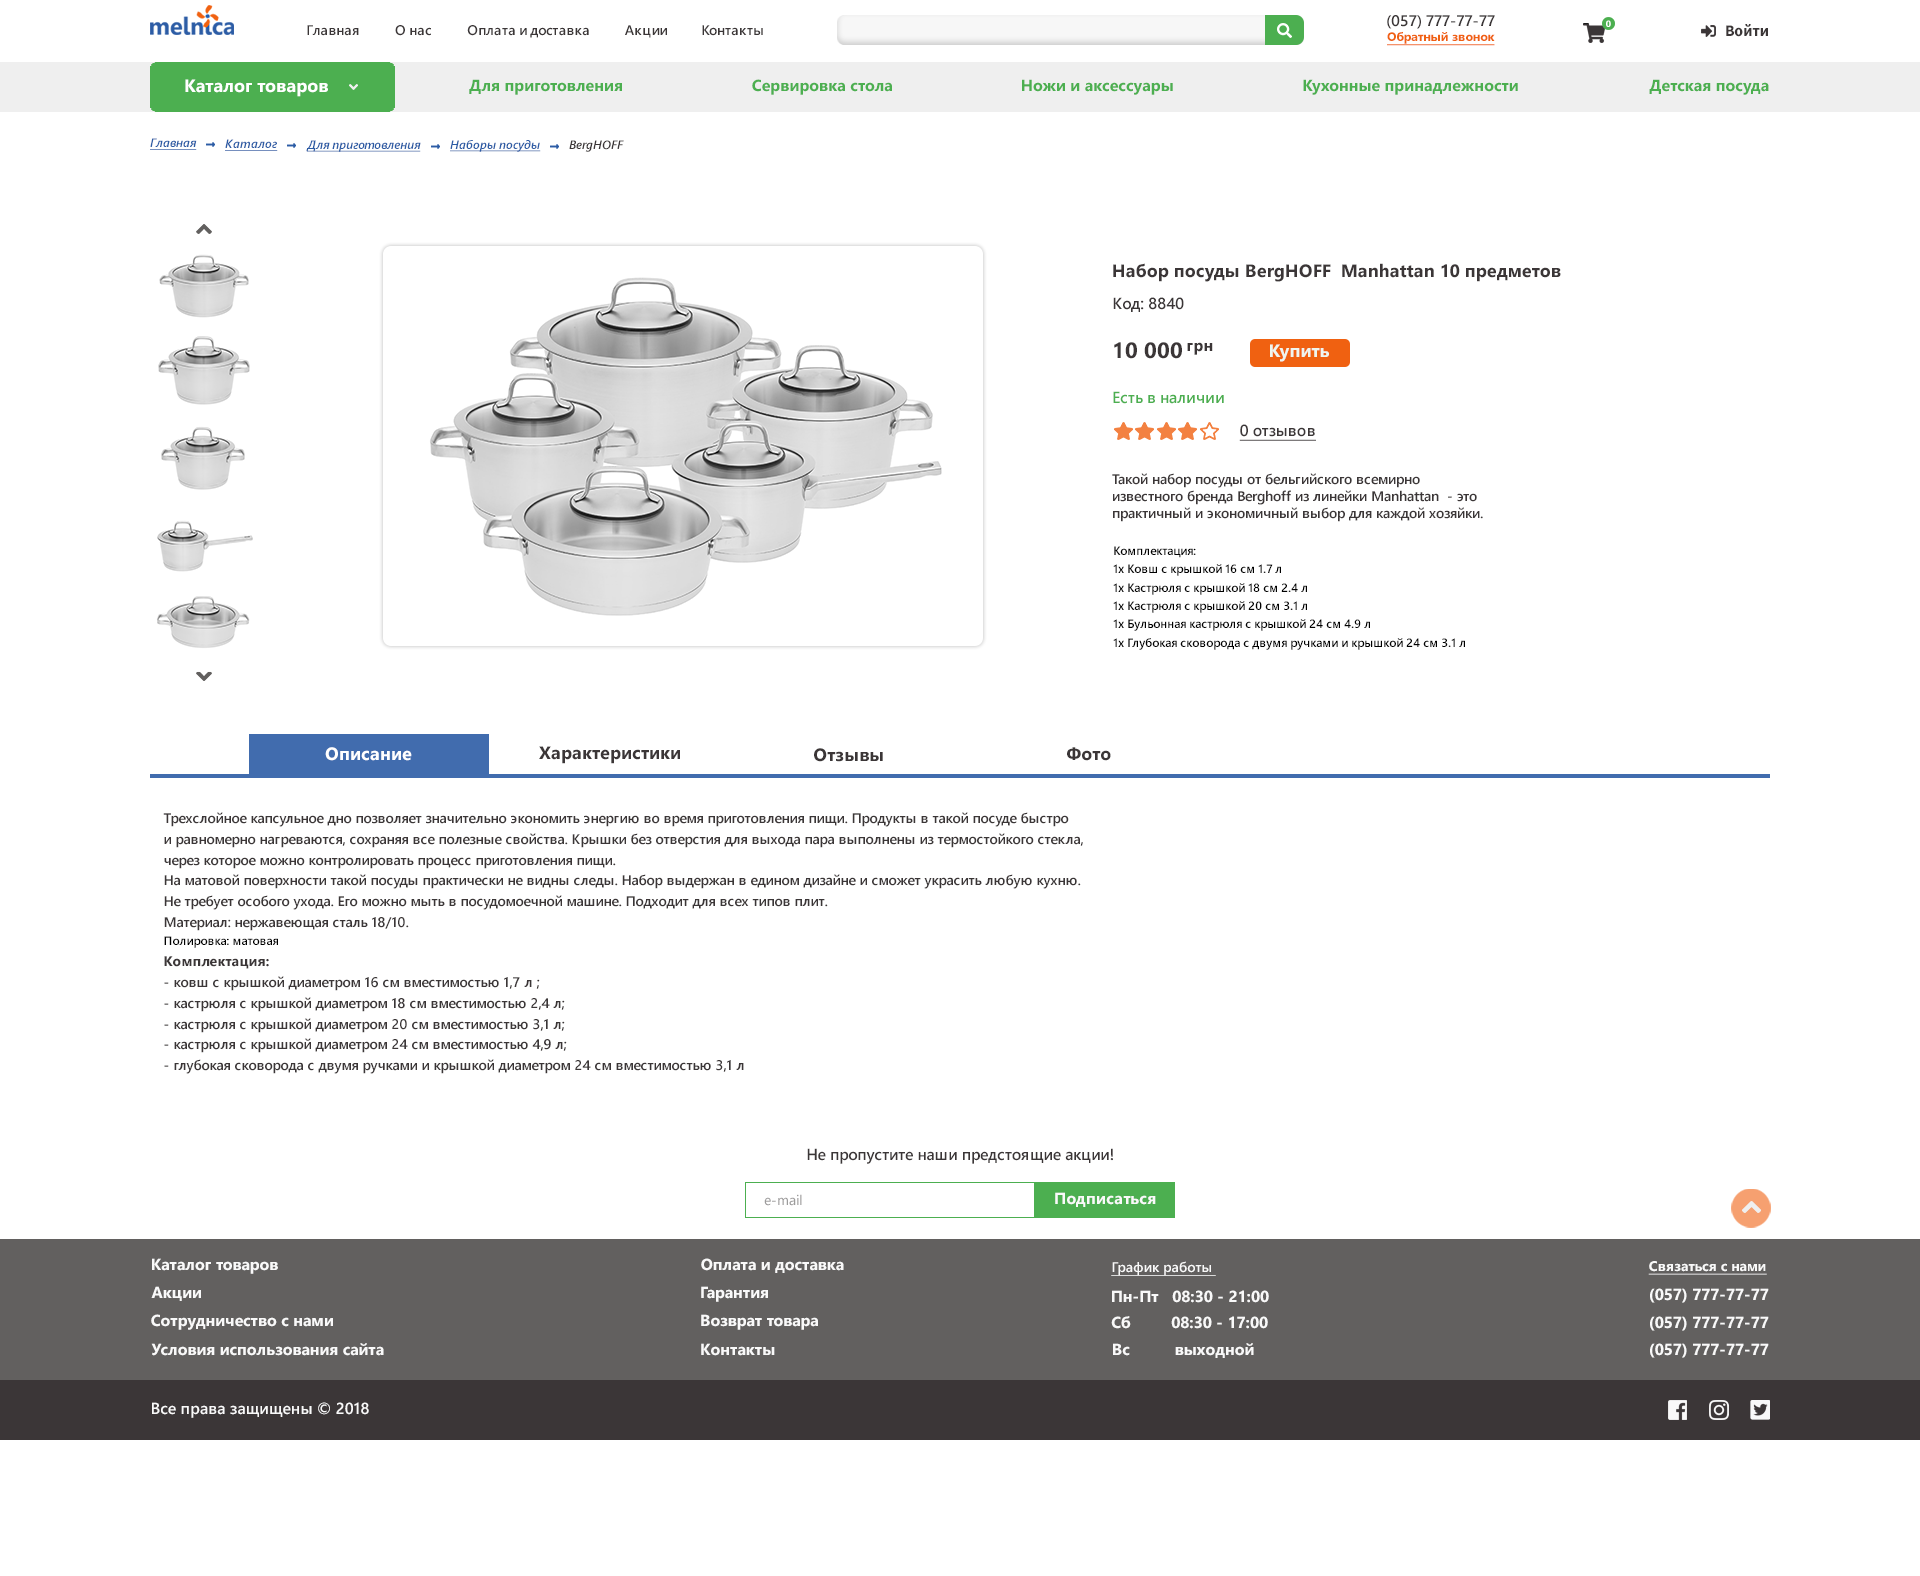 melnica
Главная О нас Оплата и доставка Акции Контакты
(057) 777-77-77
Обратный звонок
0
Войти
Каталог товаров
Для приготовления Сервировка стола Ножи и аксессуары Кухонные принадлежности Детская посуда
Главная Каталог Для приготовления Наборы посуды BergHOFF
Набор посуды BergHOFF Manhattan 10 предметов
Код: 8840
10 000 грн Купить
Есть в наличии
0 отзывов
Такой набор посуды от бельгийского всемирно
известного бренда Berghoff из линейки Manhattan - это
практичный и экономичный выбор для каждой хозяйки.
Комплектация:
1x Ковш с крышкой 16 см 1.7 л
1x Кастрюля с крышкой 18 см 2.4 л
1x Кастрюля с крышкой 20 см 3.1 л
1x Бульонная кастрюля с крышкой 24 см 4.9 л
1x Глубокая сковорода с двумя ручками и крышкой 24 см 3.1 л
Описание Характеристики Отзывы Фото
Трехслойное капсульное дно позволяет значительно экономить энергию во время приготовления пищи. Продукты в такой посуде быстро
и равномерно нагреваются, сохраняя все полезные свойства. Крышки без отверстия для выхода пара выполнены из термостойкого стекла,
через которое можно контролировать процесс приготовления пищи.
На матовой поверхности такой посуды практически не видны следы. Набор выдержан в едином дизайне и сможет украсить любую кухню.
Не требует особого ухода. Его можно мыть в посудомоечной машине. Подходит для всех типов плит.
Материал: нержавеющая сталь 18/10.
Полировка: матовая
Комплектация:
- ковш с крышкой диаметром 16 см вместимостью 1,7 л ;
- кастрюля с крышкой диаметром 18 см вместимостью 2,4 л;
- кастрюля с крышкой диаметром 20 см вместимостью 3,1 л;
- кастрюля с крышкой диаметром 24 см вместимостью 4,9 л;
- глубокая сковорода с двумя ручками и крышкой диаметром 24 см вместимостью 3,1 л
Не пропустите наши предстоящие акции!
e-mail Подписаться
Каталог товаров
Акции
Сотрудничество с нами
Условия использования сайта
Оплата и доставка
Гарантия
Возврат товара
Контакты
График работы
Пн-Пт 08:30 - 21:00
Сб 08:30 - 17:00
Вс выходной
Связаться с нами
(057) 777-77-77
(057) 777-77-77
(057) 777-77-77
Все права защищены © 2018